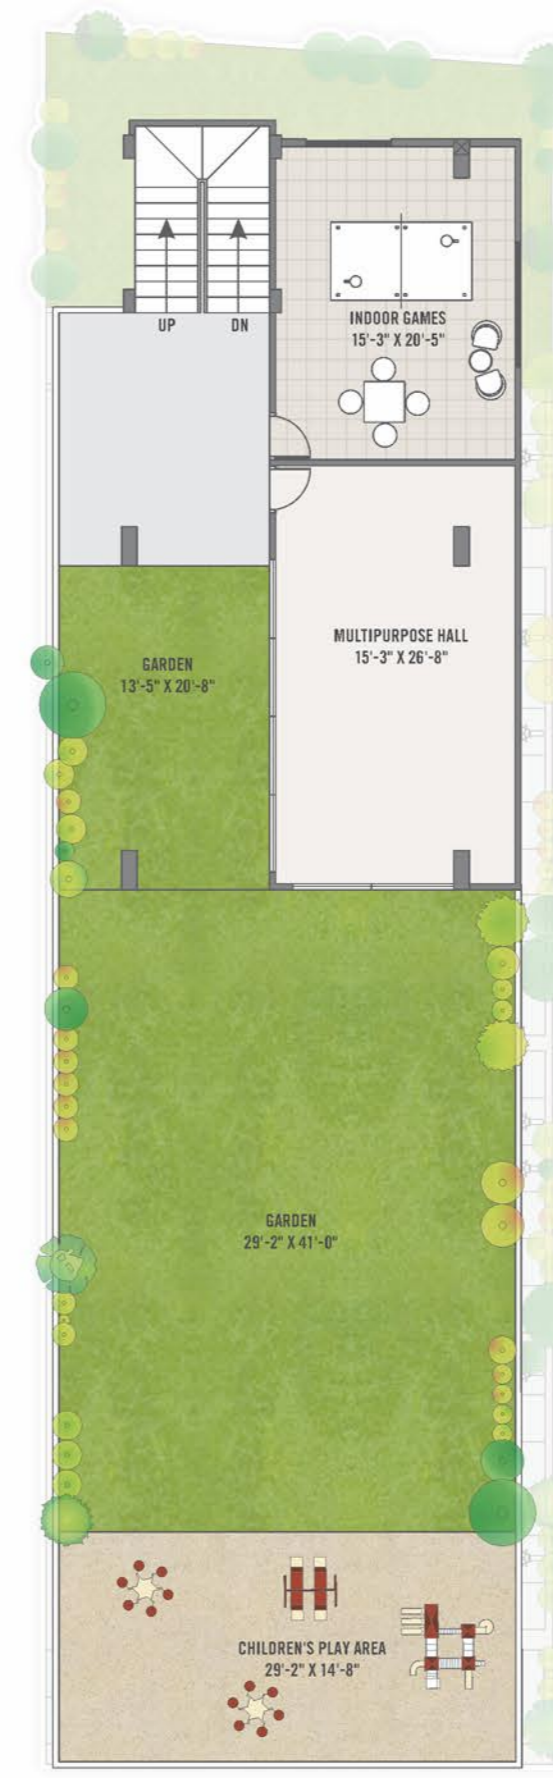 UP DN
INDOOR GAMES
15'-3" X 20'-5"
MULTIPURPOSE HALL
15'-3" X 26'-8"
GARDEN
13'-5" X 20'-8"
GARDEN
29'-2" X 41'-0"
CHILDREN'S PLAY AREA
29'-2" X 14'-8"